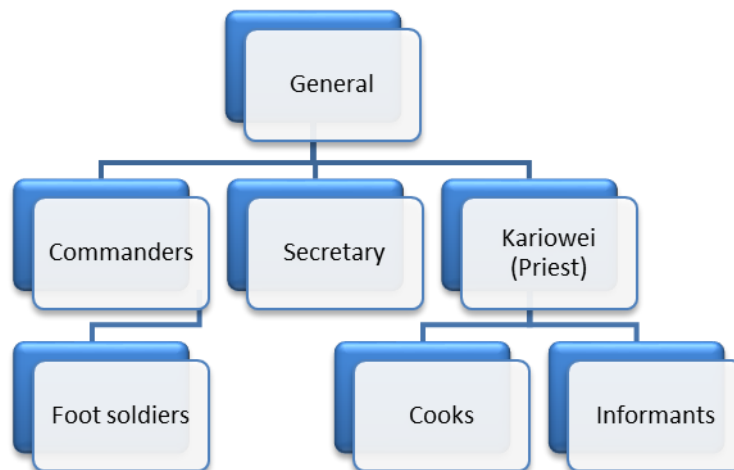 General
Commanders
Secretary
Kariowei
(Priest)
Foot soldiers
Cooks
Informants